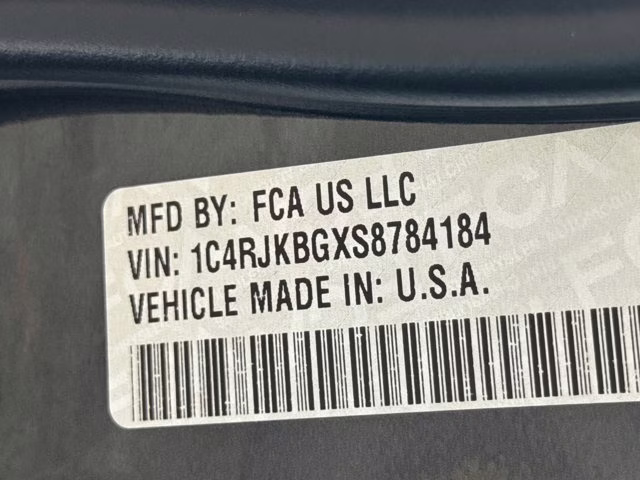 MFD BY: FCA US LLC
VIN: 1C4RJKBGXS8784184
VEHICLE MADE IN: U.S.A.